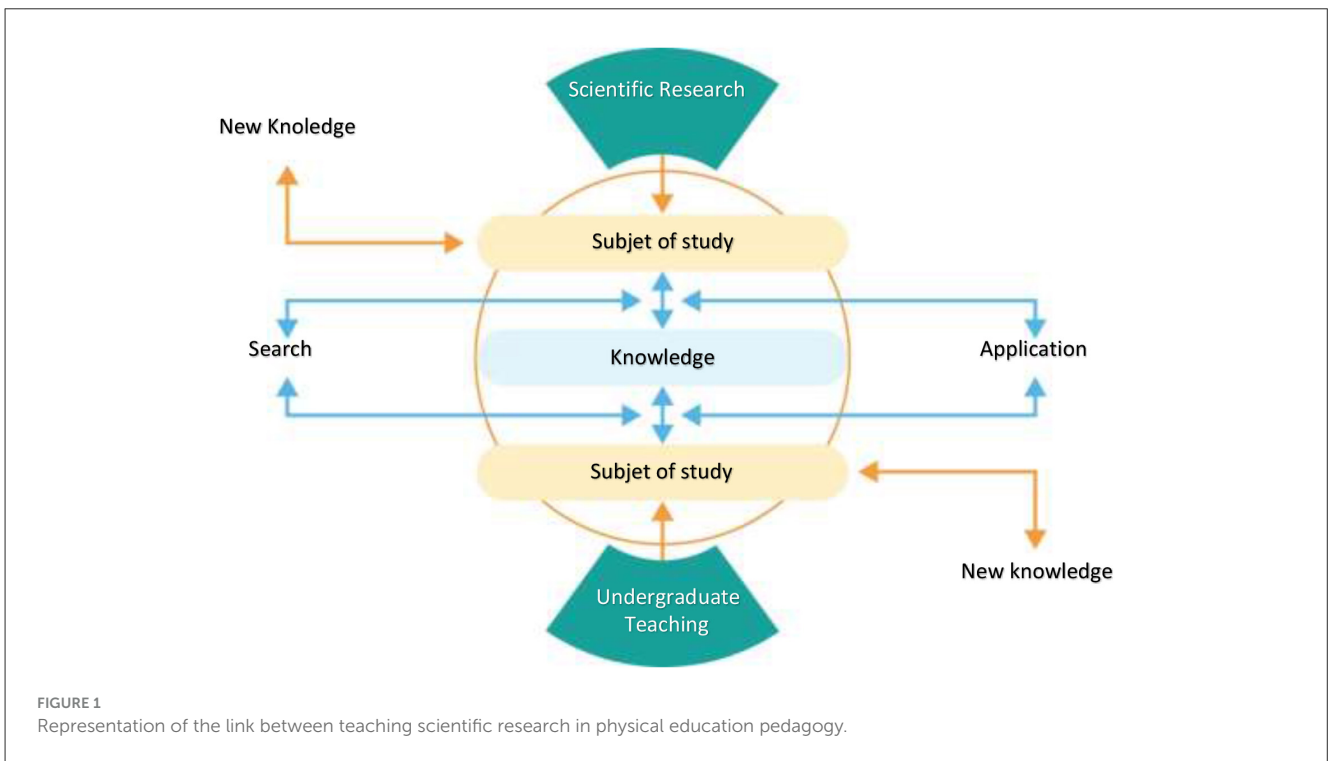 Scientific Research
New Knoledge
Subjet of study
Search
Knowledge
Application
Subjet of study
New knowledge
Undergraduate
Teaching
FIGURE 1
Representation of the link between teaching scientific research in physical education pedagogy.